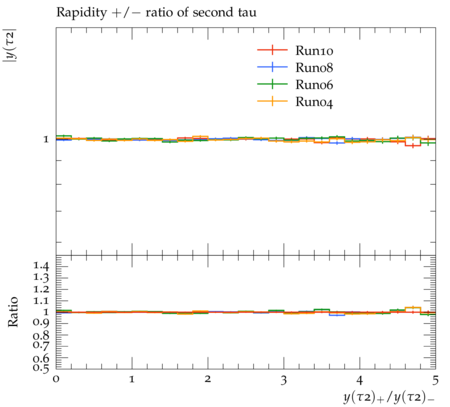 Rapidity +/− ratio of second tau
|y(τ2|
Run10
Run08
Run06
Run04
1
1.4
1.3
1.2
1.1
1
0.9
0.8
0.7
0.6
0.5
Ratio
0 1 2 3 4 5
y(τ2)₊/y(τ2)₋